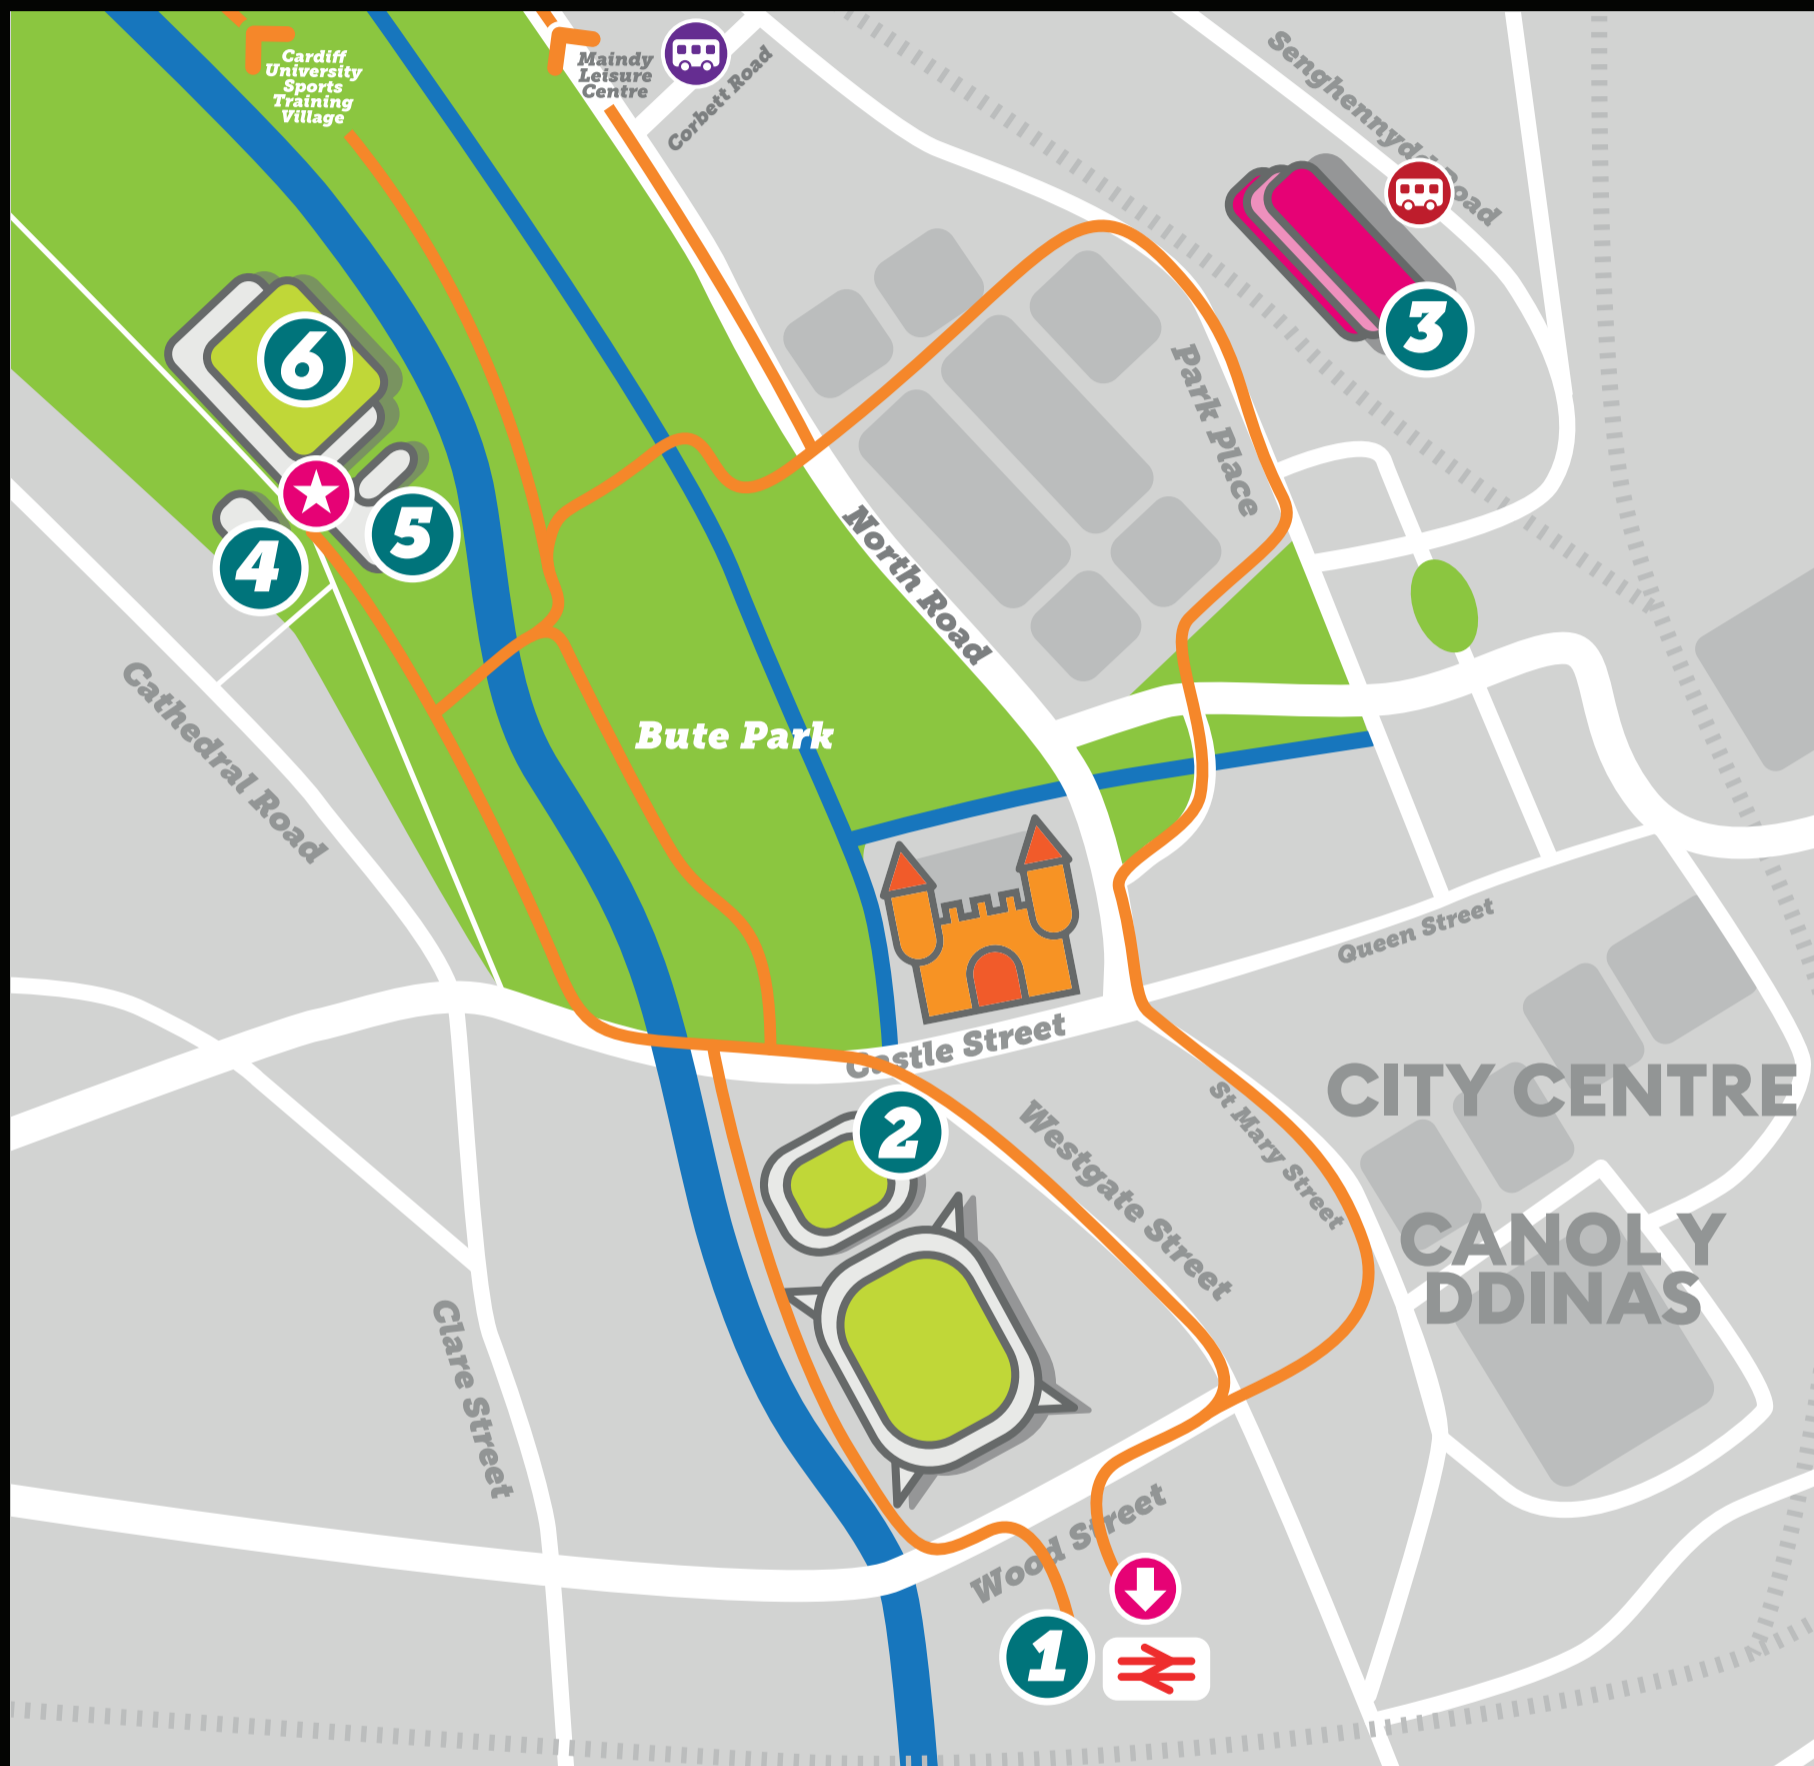 Cardiff
University
Sports
Training
Village
Maindy
Leisure
Centre
Corbett Road
Senghennydd Road
3
6
Park Place
5
4
North Road
Cathedral Road
Bute Park
Queen Street
Castle Street
CITY CENTRE
2
Westgate Street
St Mary Street
CANOL Y
DDINAS
Clare Street
Wood Street
1